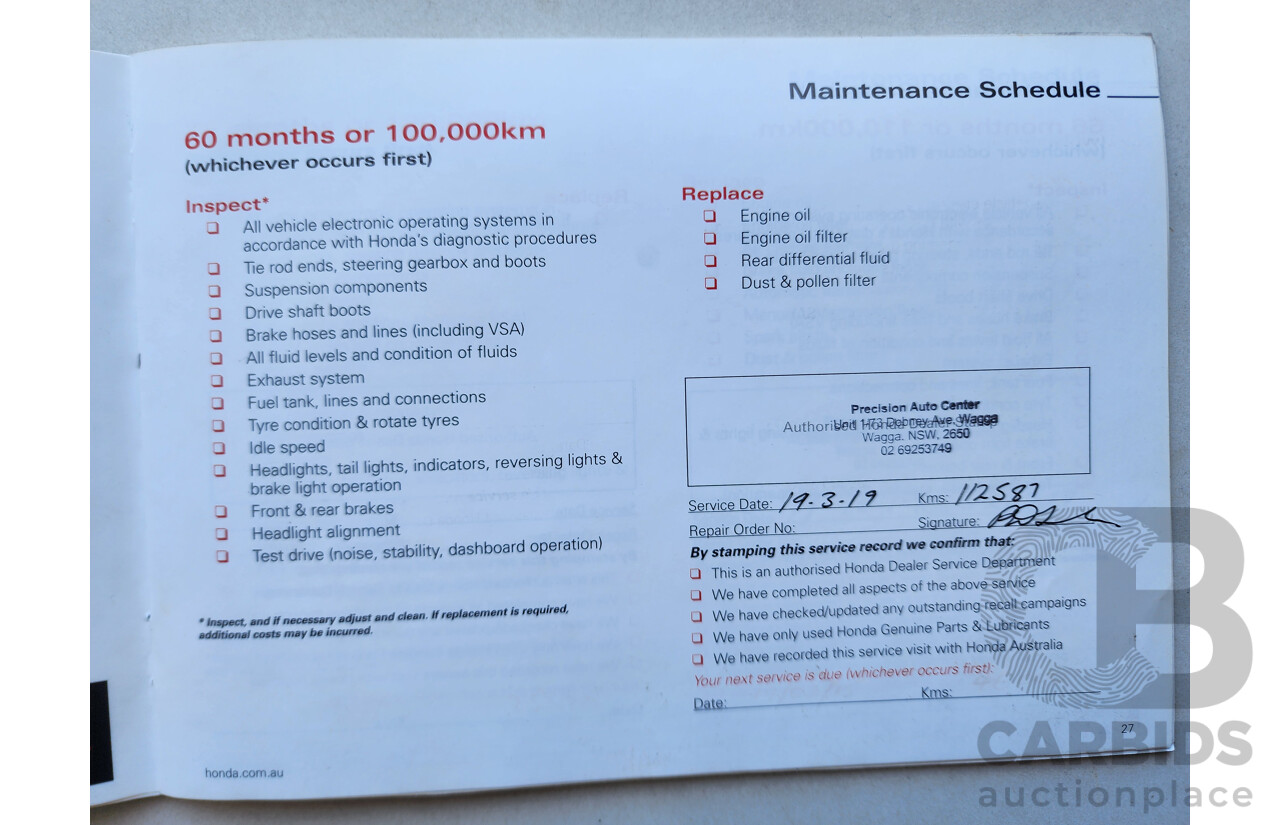 Maintenance Schedule
60 months or 100,000km
(whichever occurs first)
Inspect*
All vehicle electronic operating systems in
accordance with Honda's diagnostic procedures
Tie rod ends, steering gearbox and boots
Suspension components
Drive shaft boots
Brake hoses and lines (including VSA)
All fluid levels and condition of fluids
Exhaust system
Fuel tank, lines and connections
Tyre condition & rotate tyres
Idle speed
Headlights, tail lights, indicators, reversing lights &
brake light operation
Front & rear brakes
Headlight alignment
Test drive (noise, stability, dashboard operation)
* Inspect, and if necessary adjust and clean. If replacement is required,
additional costs may be incurred.
honda.com.au
Replace
Engine oil
Engine oil filter
Rear differential fluid
Dust & pollen filter
Precision Auto Center
Authorised Honda Dealer Stamp
Unit 1-73 Dobney Ave. Wagga
Wagga. NSW, 2650
02 69253749
Service Date: 19-3-19 Kms: 112587
Repair Order No: Signature:
By stamping this service record we confirm that:
This is an authorised Honda Dealer Service Department
We have completed all aspects of the above service
We have checked/updated any outstanding recall campaigns
We have only used Honda Genuine Parts & Lubricants
We have recorded this service visit with Honda Australia
Your next service is due (whichever occurs first):
Date: Kms:
27
CARBIDS
auctionplace